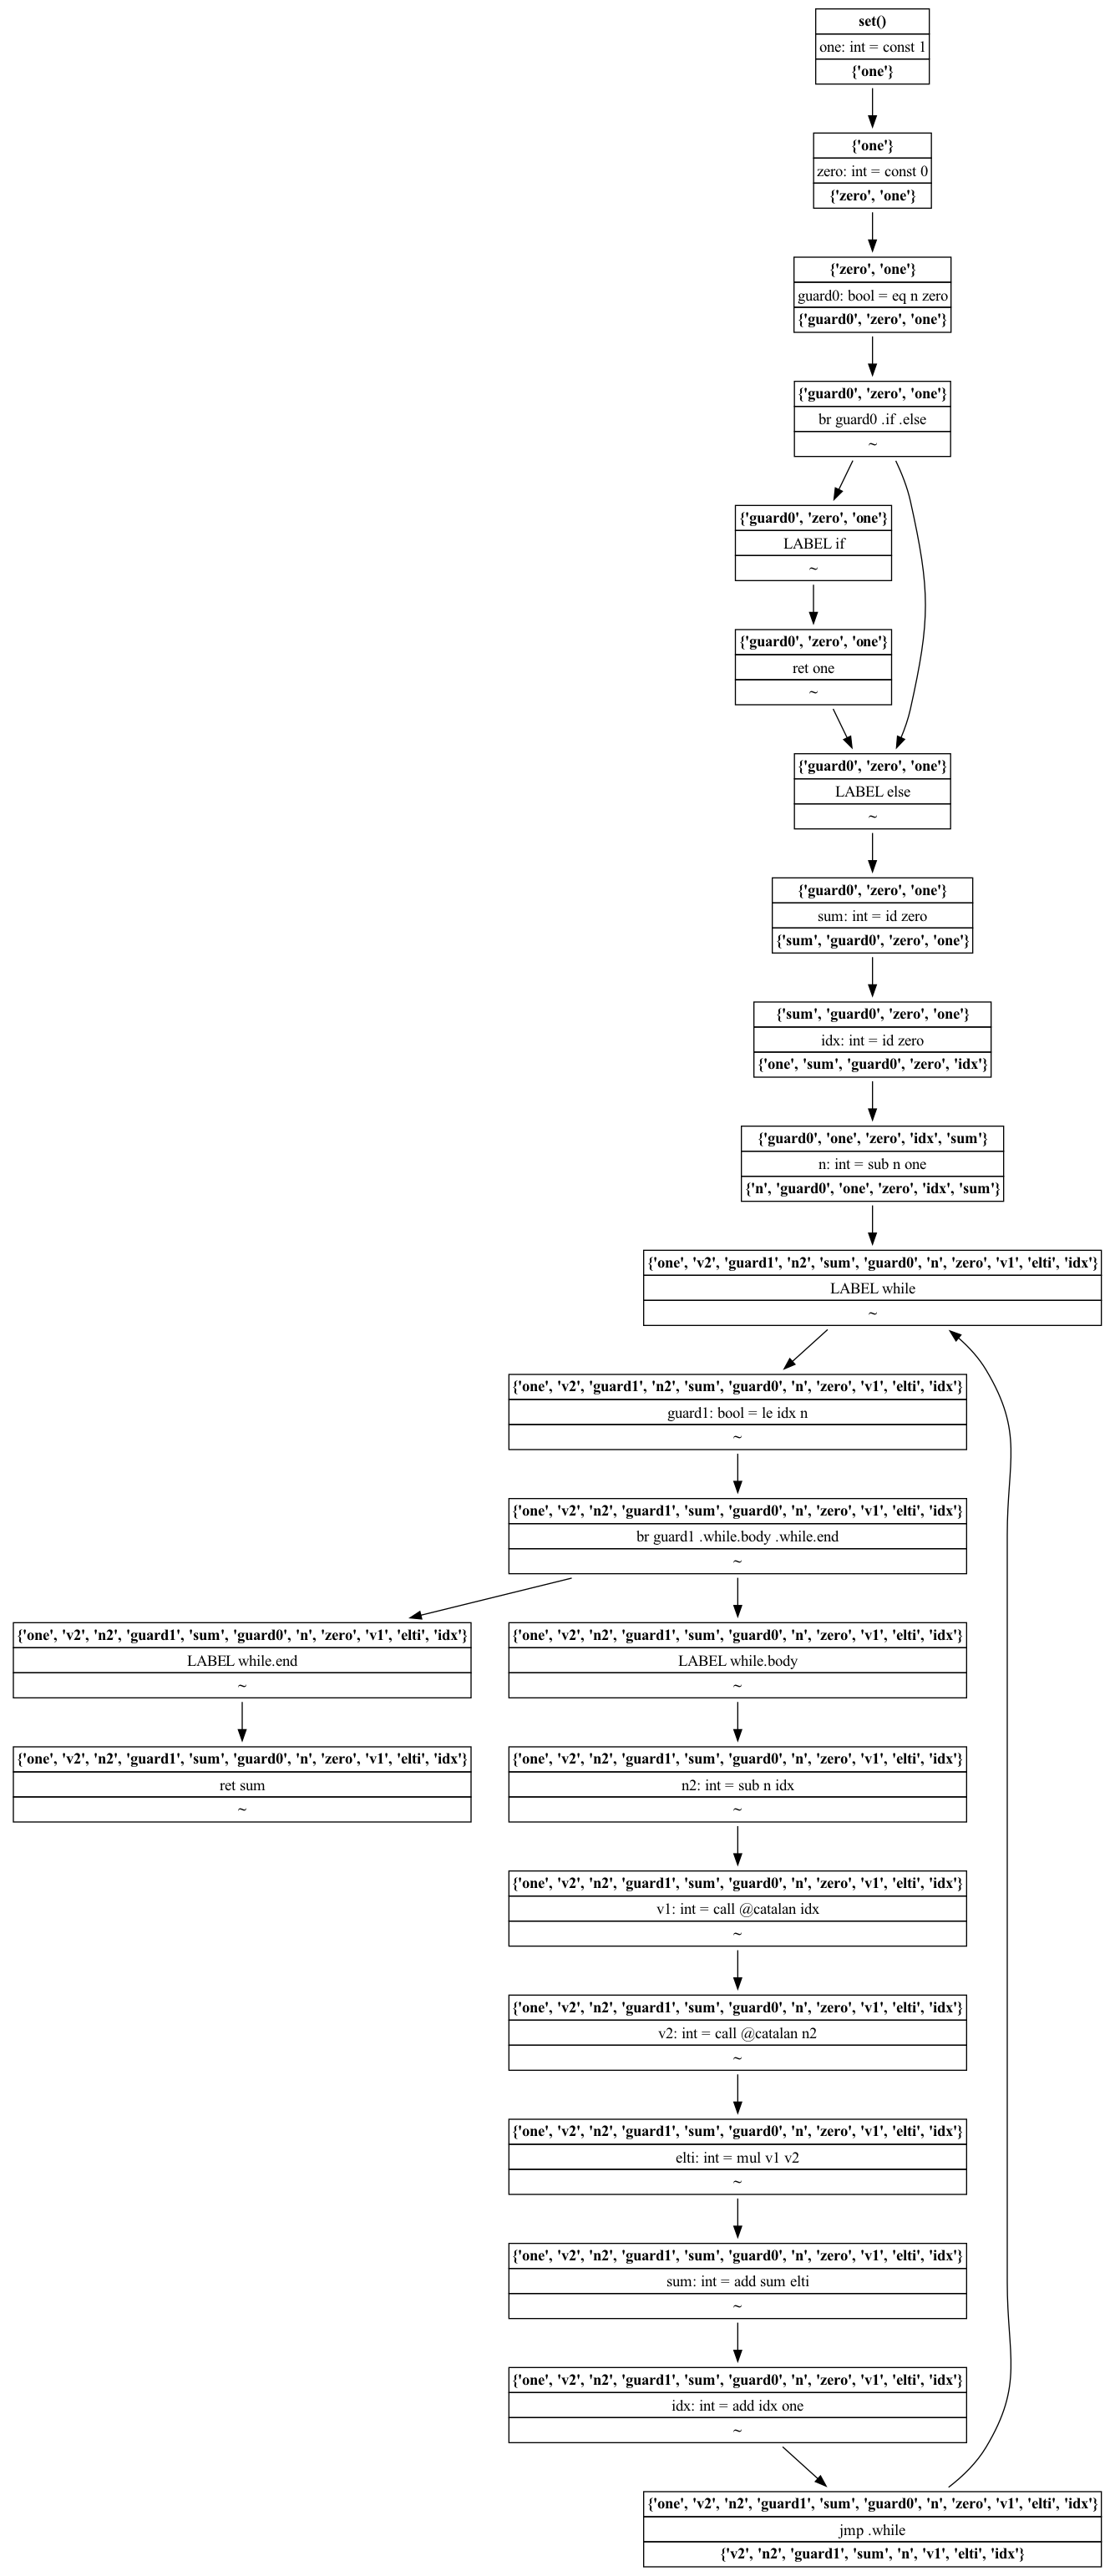 set()
one: int = const 1
{'one'}
{'one'}
zero: int = const 0
{'zero', 'one'}
{'zero', 'one'}
guard0: bool = eq n zero
{'guard0', 'zero', 'one'}
{'guard0', 'zero', 'one'}
br guard0 .if .else
~
{'guard0', 'zero', 'one'}
LABEL if
~
{'guard0', 'zero', 'one'}
ret one
~
{'guard0', 'zero', 'one'}
LABEL else
~
{'guard0', 'zero', 'one'}
sum: int = id zero
{'sum', 'guard0', 'zero', 'one'}
{'sum', 'guard0', 'zero', 'one'}
idx: int = id zero
{'one', 'sum', 'guard0', 'zero', 'idx'}
{'guard0', 'one', 'zero', 'idx', 'sum'}
n: int = sub n one
{'n', 'guard0', 'one', 'zero', 'idx', 'sum'}
{'one', 'v2', 'guard1', 'n2', 'sum', 'guard0', 'n', 'zero', 'v1', 'elti', 'idx'}
LABEL while
~
{'one', 'v2', 'guard1', 'n2', 'sum', 'guard0', 'n', 'zero', 'v1', 'elti', 'idx'}
guard1: bool = le idx n
~
{'one', 'v2', 'n2', 'guard1', 'sum', 'guard0', 'n', 'zero', 'v1', 'elti', 'idx'}
br guard1 .while.body .while.end
~
{'one', 'v2', 'n2', 'guard1', 'sum', 'guard0', 'n', 'zero', 'v1', 'elti', 'idx'}
LABEL while.end
~
{'one', 'v2', 'n2', 'guard1', 'sum', 'guard0', 'n', 'zero', 'v1', 'elti', 'idx'}
ret sum
~
{'one', 'v2', 'n2', 'guard1', 'sum', 'guard0', 'n', 'zero', 'v1', 'elti', 'idx'}
LABEL while.body
~
{'one', 'v2', 'n2', 'guard1', 'sum', 'guard0', 'n', 'zero', 'v1', 'elti', 'idx'}
n2: int = sub n idx
~
{'one', 'v2', 'n2', 'guard1', 'sum', 'guard0', 'n', 'zero', 'v1', 'elti', 'idx'}
v1: int = call @catalan idx
~
{'one', 'v2', 'n2', 'guard1', 'sum', 'guard0', 'n', 'zero', 'v1', 'elti', 'idx'}
v2: int = call @catalan n2
~
{'one', 'v2', 'n2', 'guard1', 'sum', 'guard0', 'n', 'zero', 'v1', 'elti', 'idx'}
elti: int = mul v1 v2
~
{'one', 'v2', 'n2', 'guard1', 'sum', 'guard0', 'n', 'zero', 'v1', 'elti', 'idx'}
sum: int = add sum elti
~
{'one', 'v2', 'n2', 'guard1', 'sum', 'guard0', 'n', 'zero', 'v1', 'elti', 'idx'}
idx: int = add idx one
~
{'one', 'v2', 'n2', 'guard1', 'sum', 'guard0', 'n', 'zero', 'v1', 'elti', 'idx'}
jmp .while
{'v2', 'n2', 'guard1', 'sum', 'n', 'v1', 'elti', 'idx'}